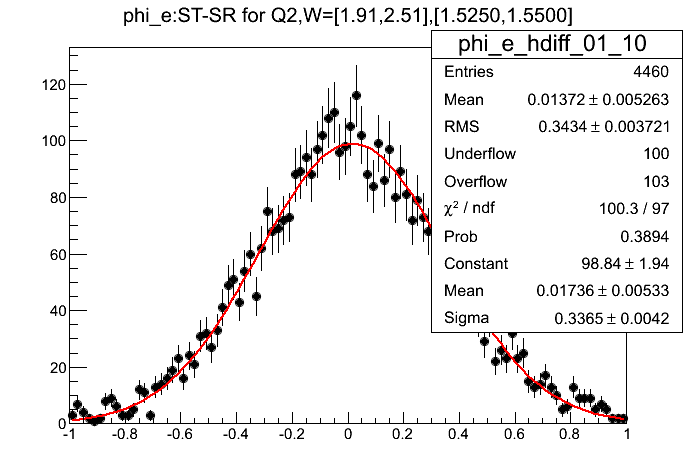 phi_e:ST-SR for Q2,W=[1.91,2.51],[1.5250,1.5500]
phi_e_hdiff_01_10
Entries 4460
Mean 0.01372 ± 0.005263
RMS 0.3434 ± 0.003721
Underflow 100
Overflow 103
χ² / ndf 100.3 / 97
Prob 0.3894
Constant 98.84 ± 1.94
Mean 0.01736 ± 0.00533
Sigma 0.3365 ± 0.0042
120
100
80
60
40
20
0
-1 -0.8 -0.6 -0.4 -0.2 0 0.2 0.4 0.6 0.8 1